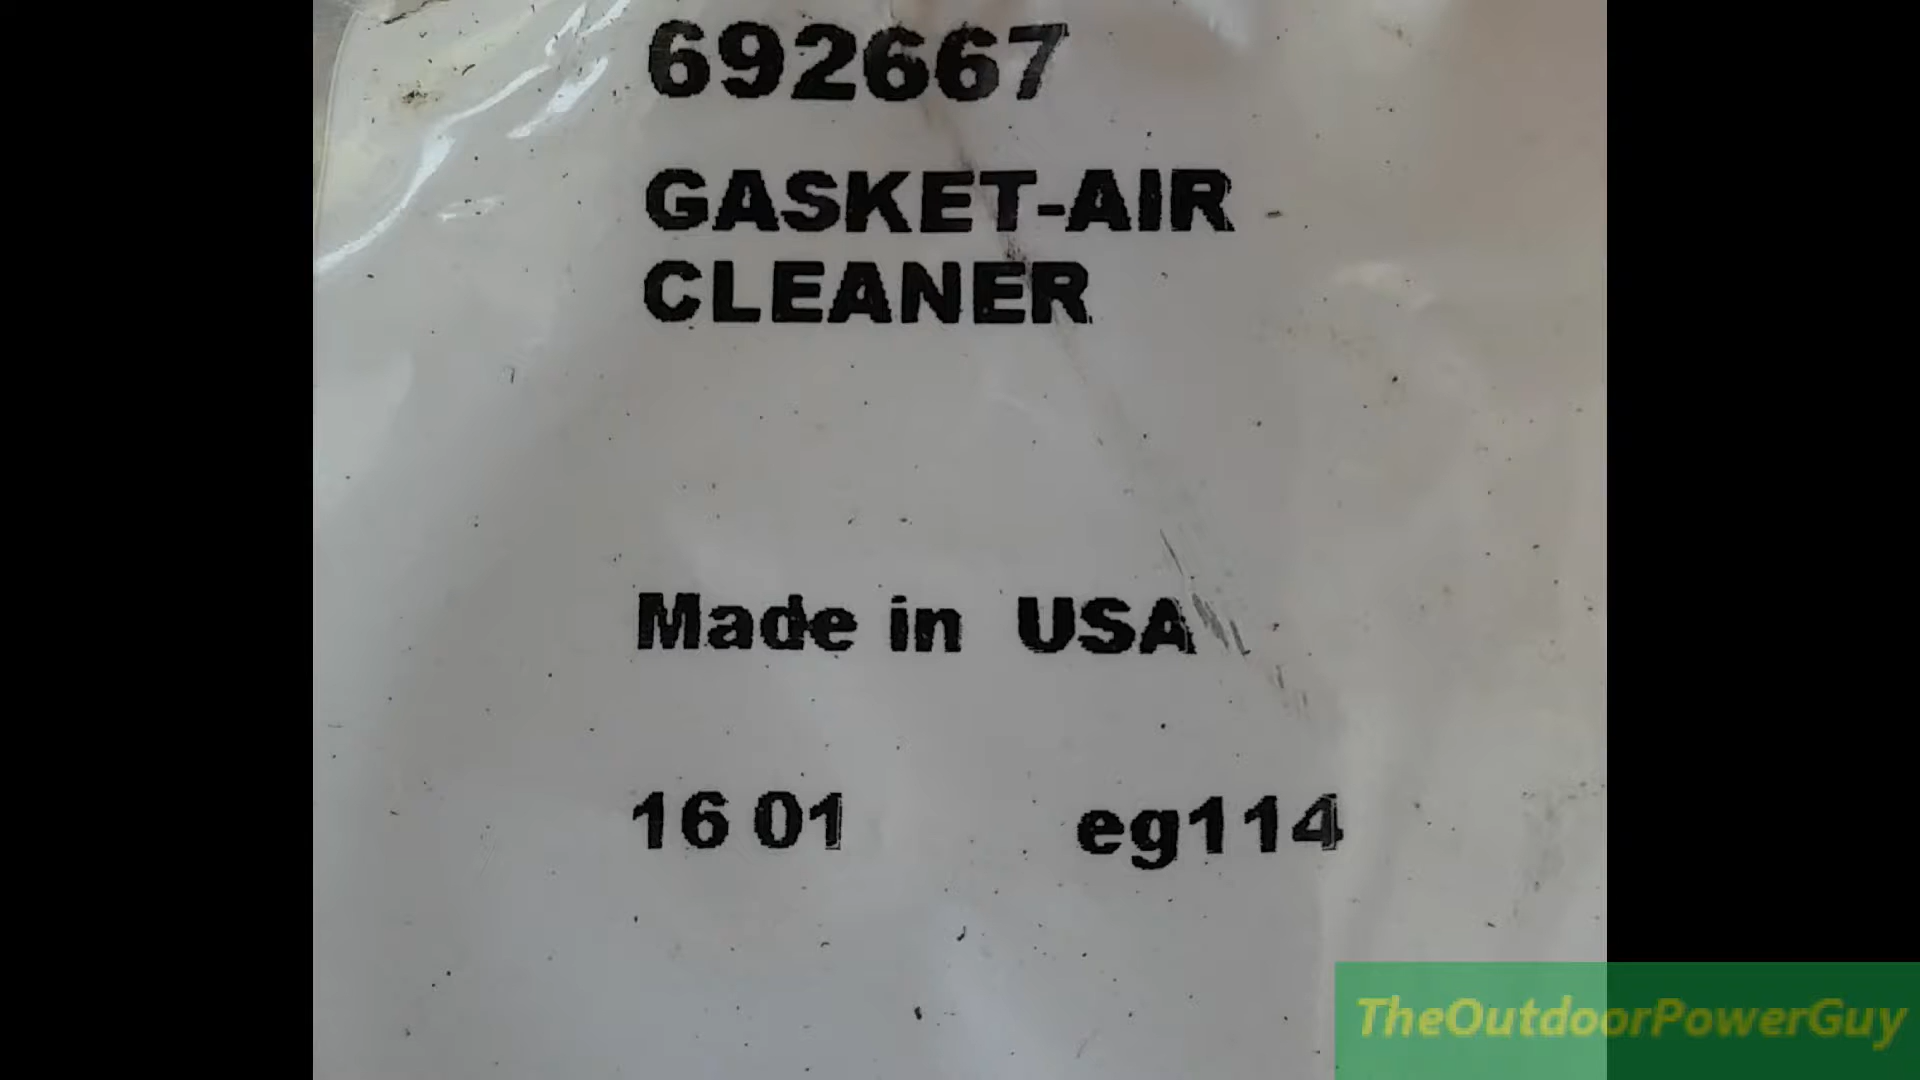 692667
GASKET-AIR
CLEANER
Made in USA
16 01 eg114
TheOutdoorPowerGuy